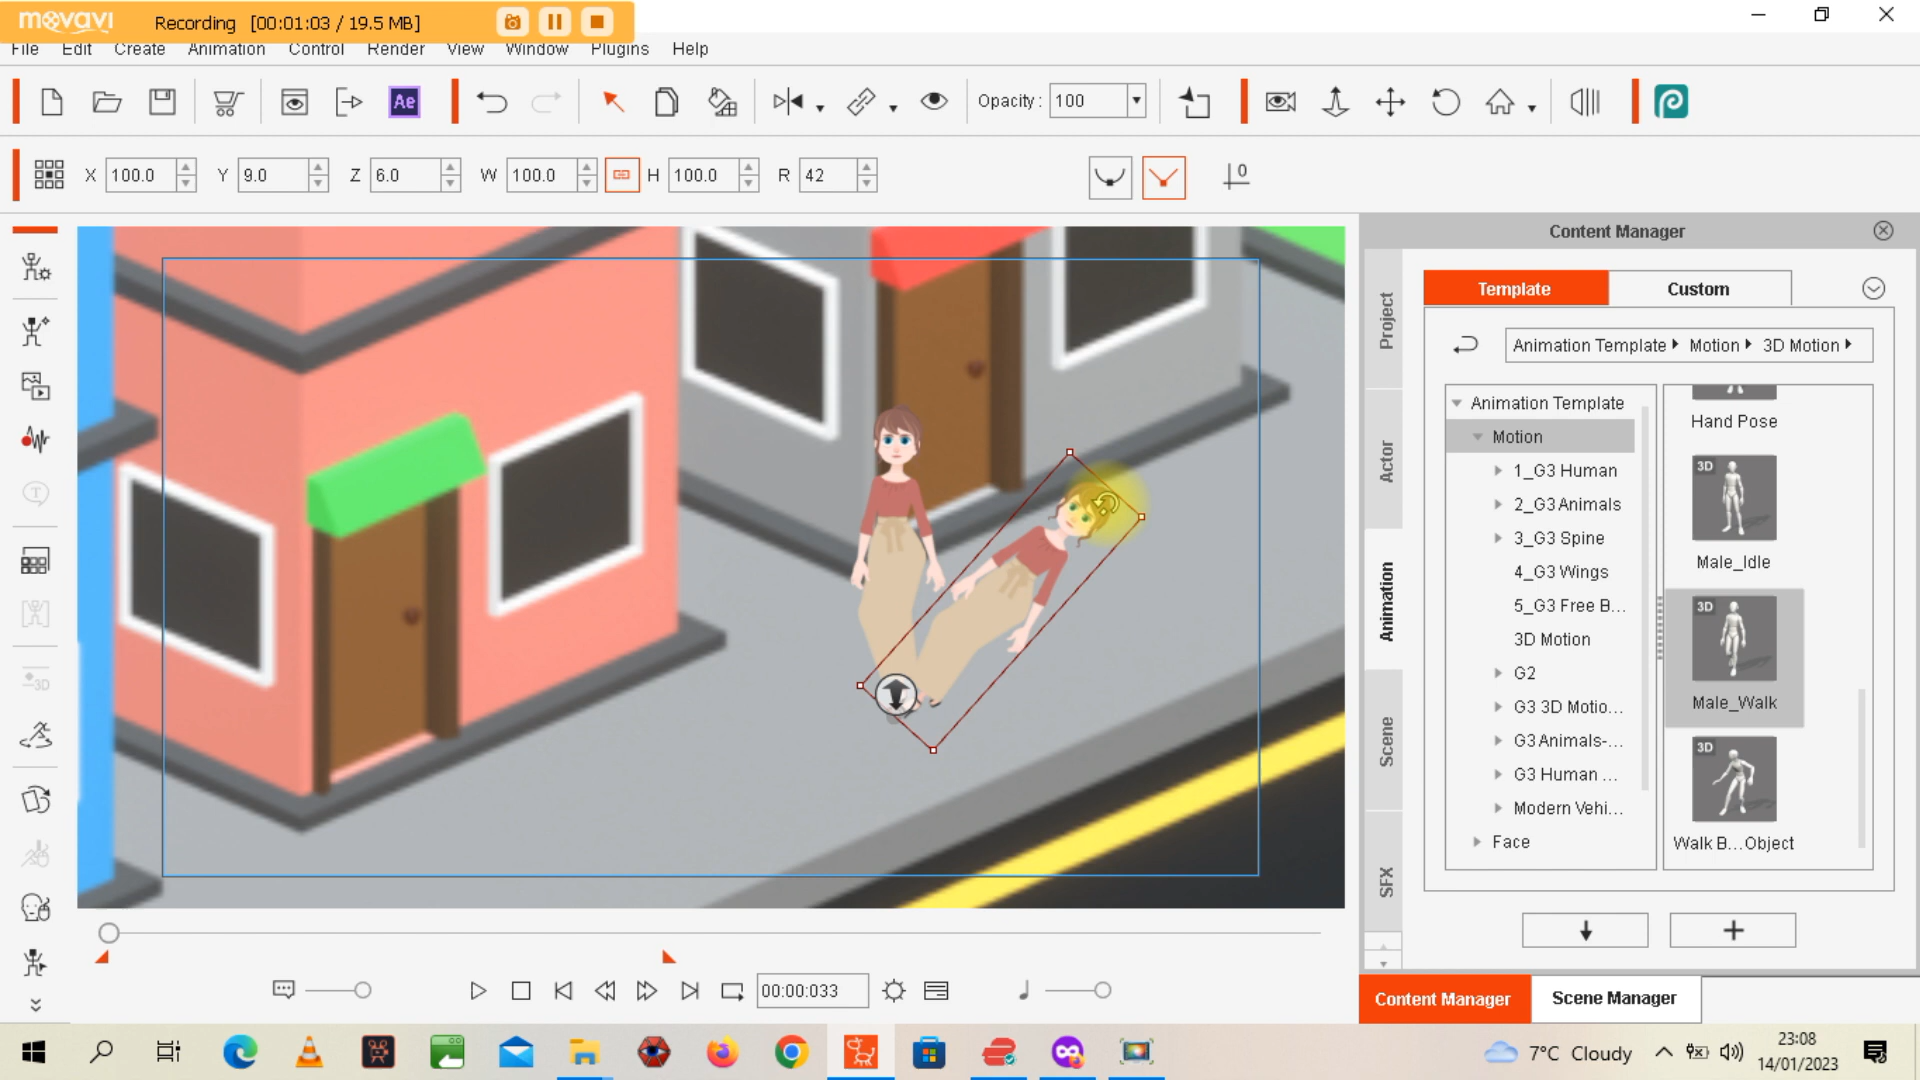 movavi
Recording [00:01:03 / 19.5 MB]
File Edit Create Animation Control Render View Window Plugins Help
Ae
Opacity : 100
X 100.0 Y 9.0 Z 6.0 W 100.0 H 100.0 R 42
0
Content Manager
Template Custom
Animation Template Motion 3D Motion
Project
Actor
Animation
Scene
SFX
Animation Template
Motion
1_G3 Human
2_G3 Animals
3_G3 Spine
4_G3 Wings
5_G3 Free B...
3D Motion
G2
G3 3D Motio...
G3 Animals-...
G3 Human ...
Modern Vehi...
Face
Hand Pose
3D
Male_Idle
3D
Male_Walk
3D
Walk B...Object
T
3D
00:00:033
Content Manager Scene Manager
7°C Cloudy
23:08
14/01/2023